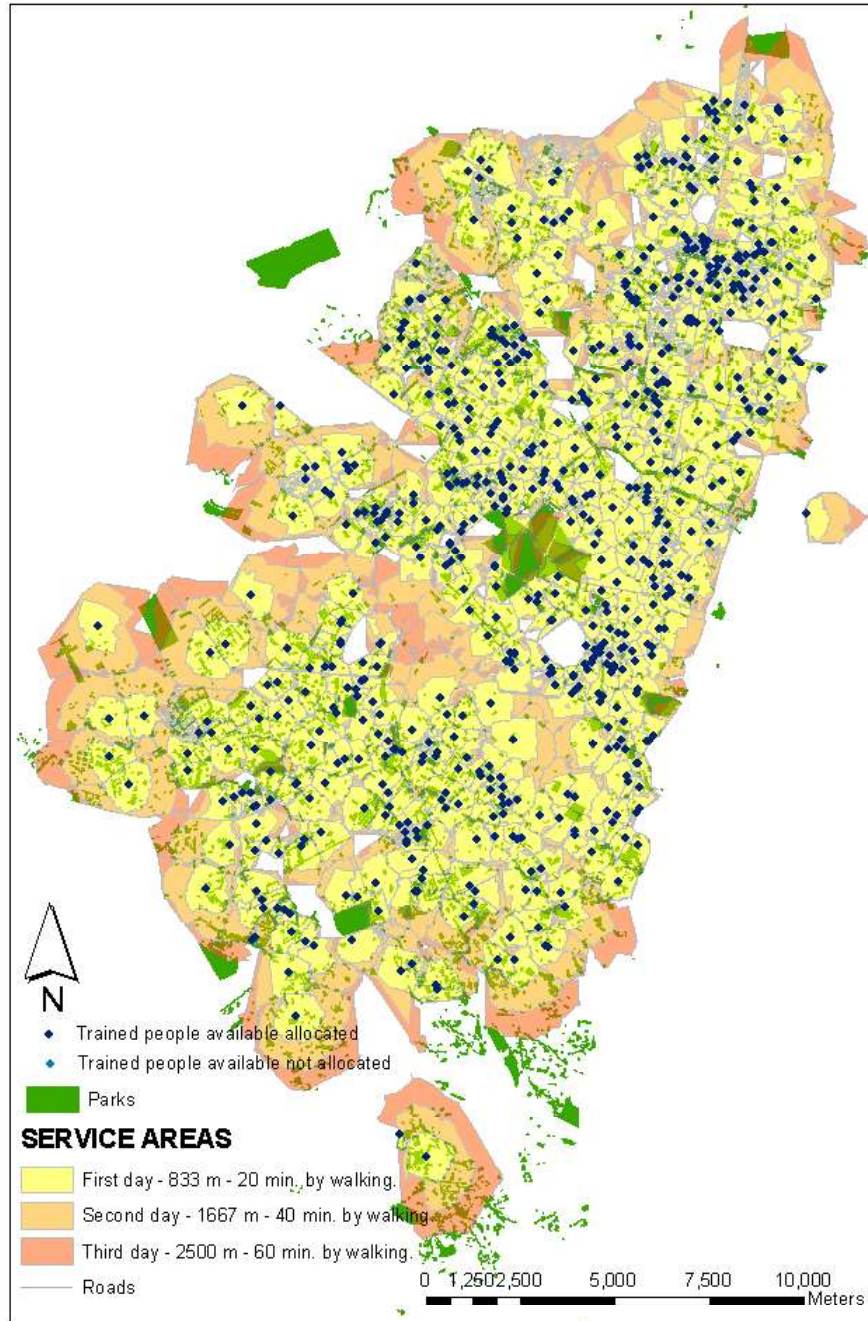 N
Trained people available allocated
Trained people available not allocated
Parks
SERVICE AREAS
First day - 833 m - 20 min. by walking.
Second day - 1667 m - 40 min. by walking.
Third day - 2500 m - 60 min. by walking.
Roads
0 1,250 2,500 5,000 7,500 10,000
Meters